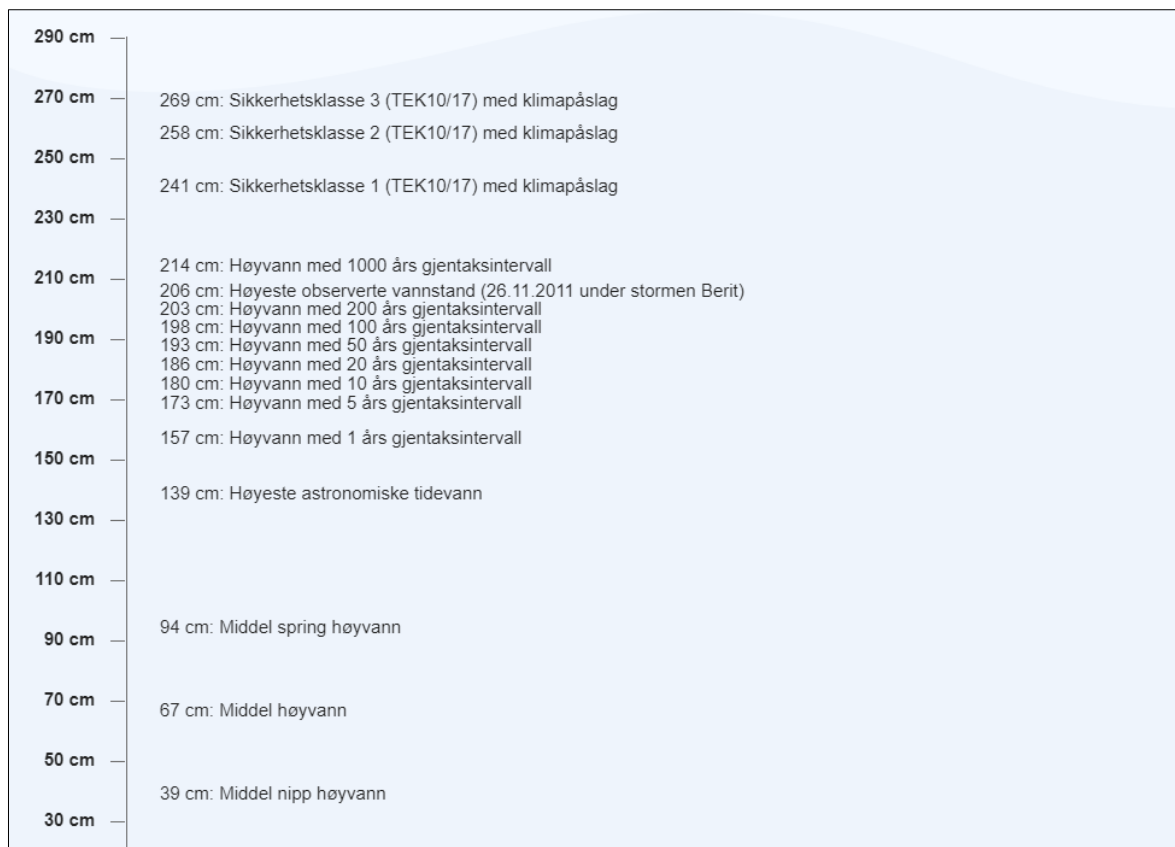 290 cm
270 cm
269 cm: Sikkerhetsklasse 3 (TEK10/17) med klimapåslag
258 cm: Sikkerhetsklasse 2 (TEK10/17) med klimapåslag
250 cm
241 cm: Sikkerhetsklasse 1 (TEK10/17) med klimapåslag
230 cm
214 cm: Høyvann med 1000 års gjentaksintervall
210 cm
206 cm: Høyeste observerte vannstand (26.11.2011 under stormen Berit)
203 cm: Høyvann med 200 års gjentaksintervall
198 cm: Høyvann med 100 års gjentaksintervall
190 cm
193 cm: Høyvann med 50 års gjentaksintervall
186 cm: Høyvann med 20 års gjentaksintervall
180 cm: Høyvann med 10 års gjentaksintervall
170 cm
173 cm: Høyvann med 5 års gjentaksintervall
157 cm: Høyvann med 1 års gjentaksintervall
150 cm
139 cm: Høyeste astronomiske tidevann
130 cm
110 cm
94 cm: Middel spring høyvann
90 cm
70 cm
67 cm: Middel høyvann
50 cm
39 cm: Middel nipp høyvann
30 cm